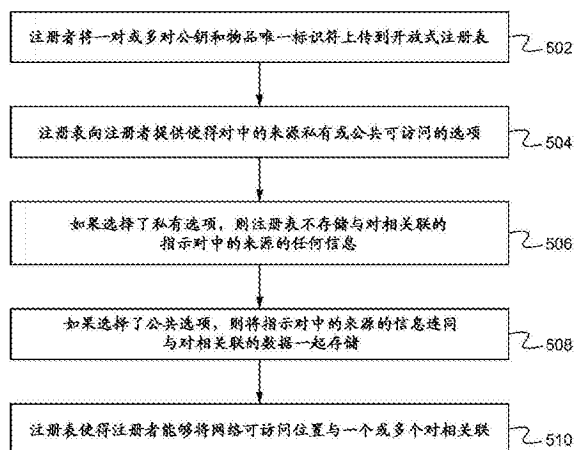 注册者将一对或多对公钥和物品唯一标识符上传到开放式注册表
502
注册表向注册者提供使得对中的来源私有或公共可访问的选项
504
如果选择了私有选项，则注册表不存储与对相关联的
指示对中的来源的任何信息
506
如果选择了公共选项，则将指示对中的来源的信息连同
与对相关联的数据一起存储
508
注册表使得注册者能够将网络可访问位置与一个或多个对相关联
510